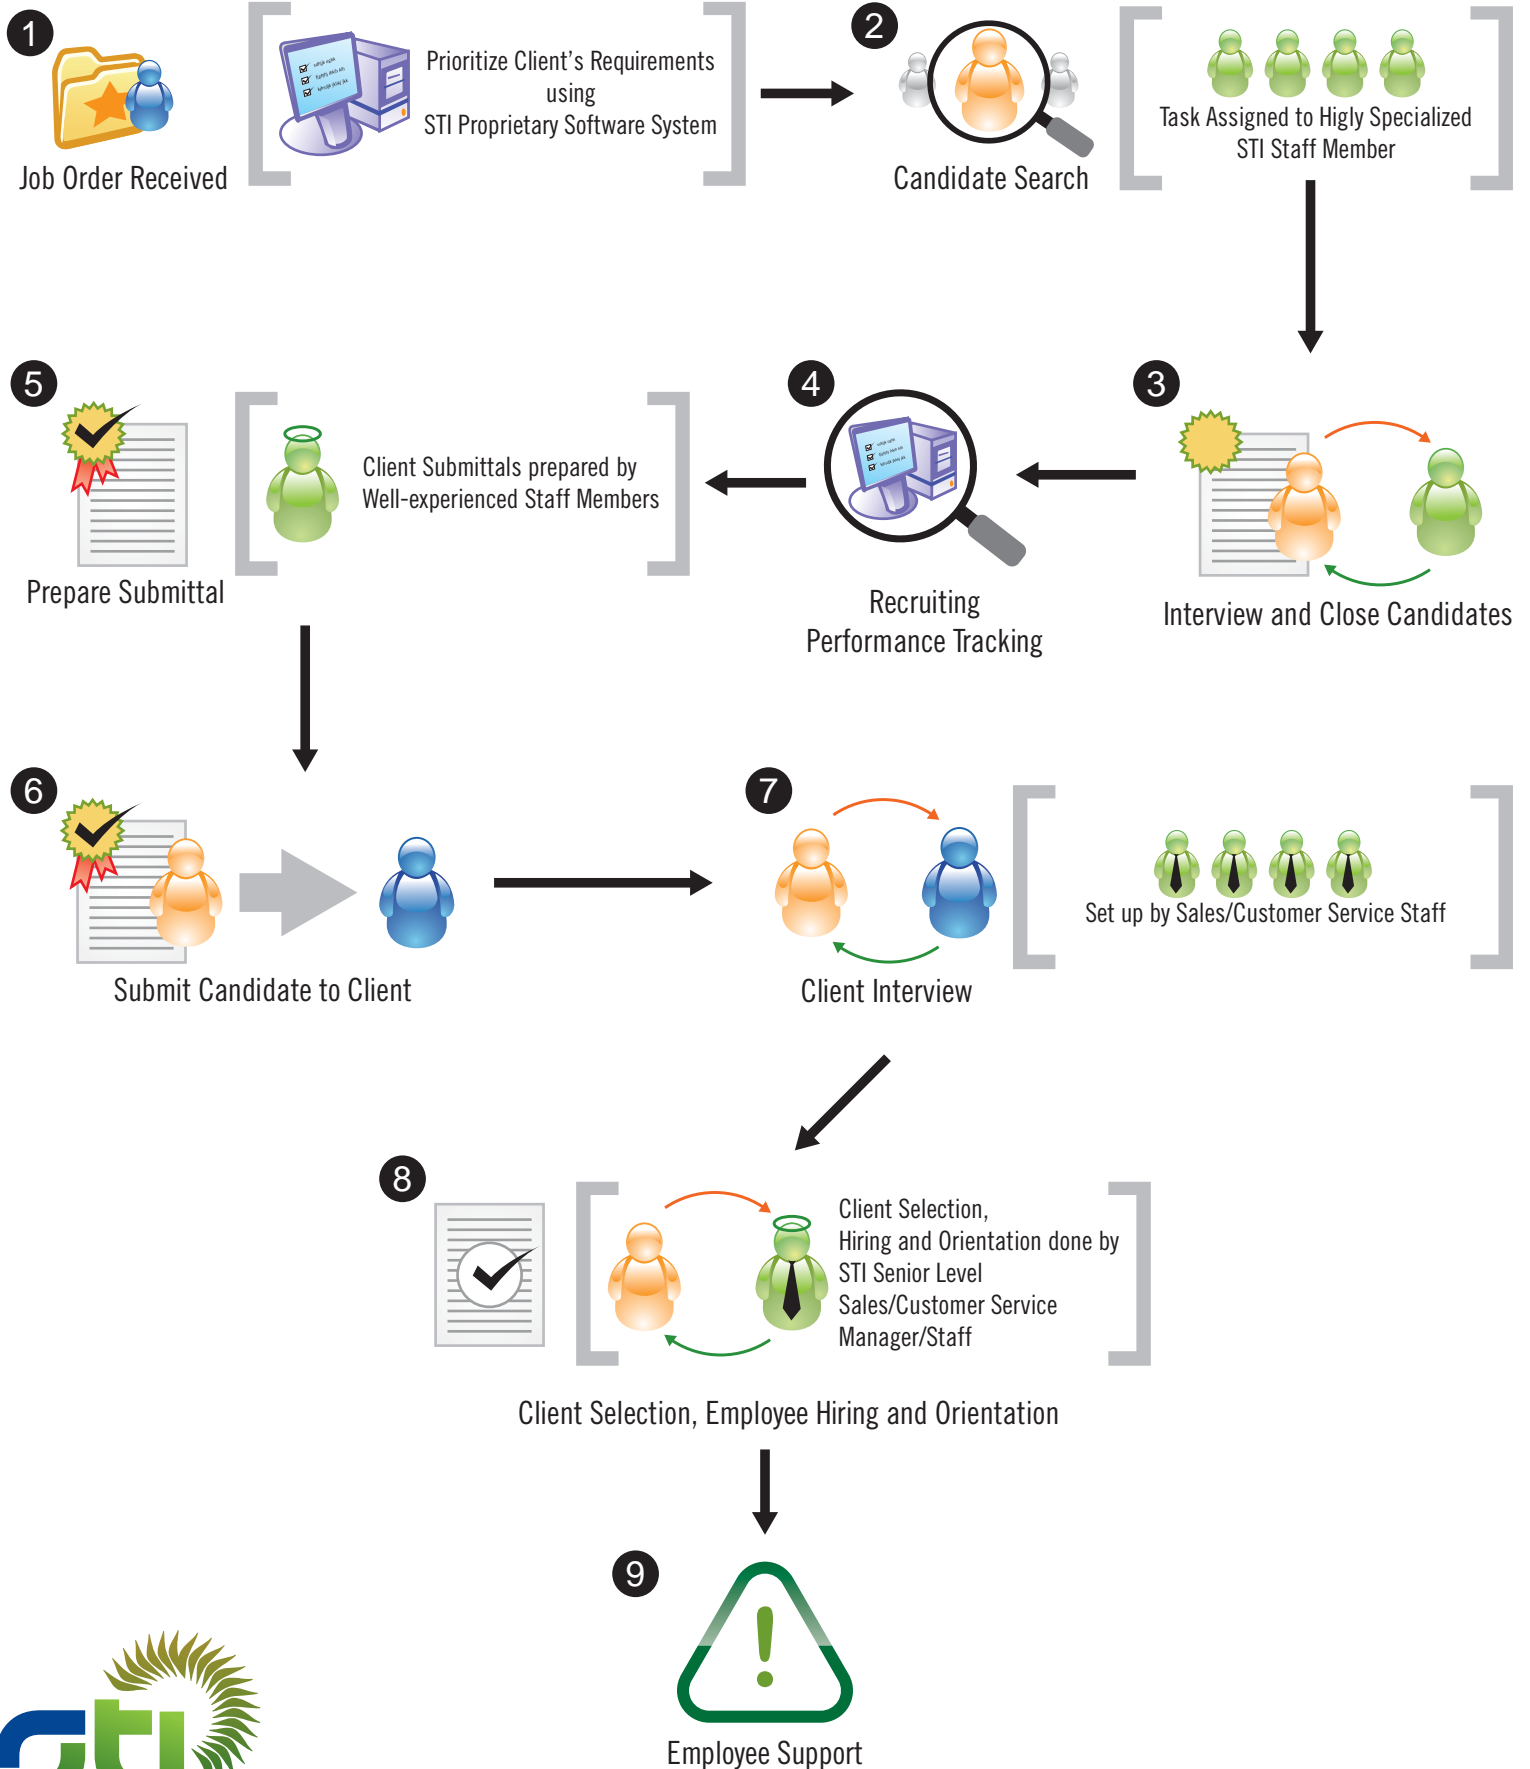 1
Job Order Received
Prioritize Client's Requirements
using
STI Proprietary Software System
2
Candidate Search
Task Assigned to Higly Specialized
STI Staff Member
3
Interview and Close Candidates
4
Recruiting
Performance Tracking
5
Prepare Submittal
Client Submittals prepared by
Well-experienced Staff Members
6
Submit Candidate to Client
7
Client Interview
Set up by Sales/Customer Service Staff
8
Client Selection,
Hiring and Orientation done by
STI Senior Level
Sales/Customer Service
Manager/Staff
Client Selection, Employee Hiring and Orientation
9
!
Employee Support
sti